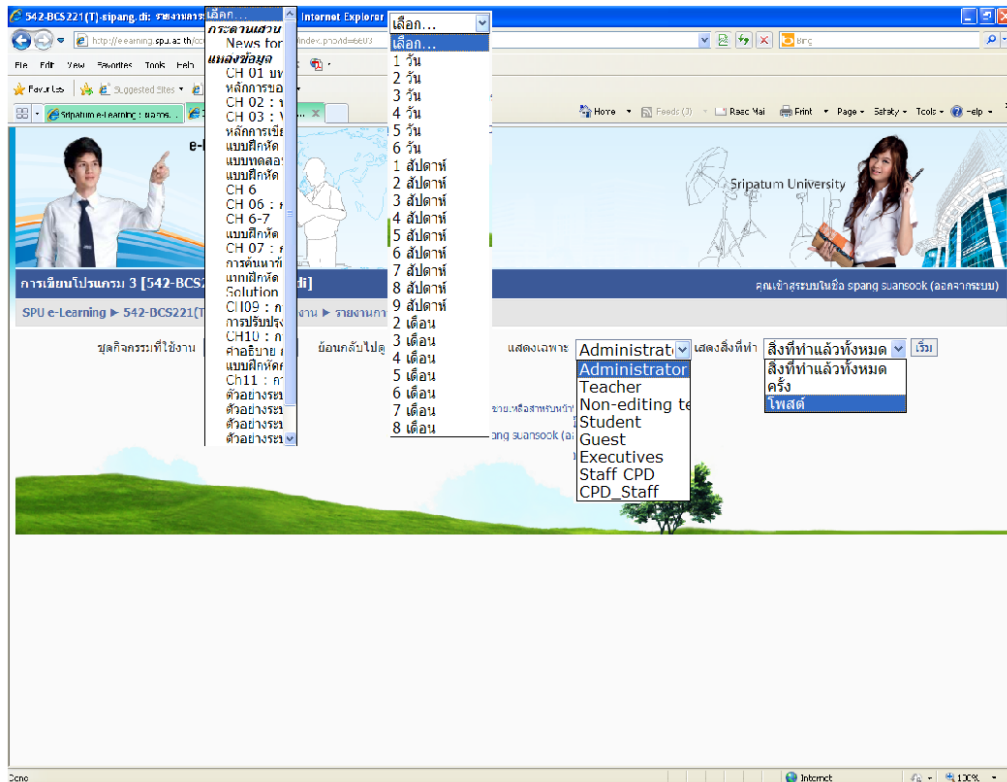 542-BCS221(T)-sipang.di: รายงานการ
Internet Explorer
Edit View Favorites Tools Help
Favorites Suggested Sites
Sripatum e-Learning :
Home Feeds (J) Read Mail Print Page Safety Tools Help
Bing
e-
Sripatum University
การเขียนโปรแกรม 3 [542-BCS2
di]
คุณเข้าสู่ระบบในชื่อ spang suansook (ออกจากระบบ)
SPU e-Learning ► 542-BCS221(T
งาน ► รายงานกา
ชุดกิจกรรมที่ใช้งาน
ย้อนกลับไปดู
แสดงเฉพาะ
Administrat
แสดงสิ่งที่ทำ
สิ่งที่ทำแล้วทั้งหมด
เริ่ม
เลือก...
กระดานเสวน
News for
แหล่งข้อมูล
CH 01 บท
หลักการของ
CH 02 : 
CH 03 : V
หลักการเขีย
แบบฝึกหัด
แบบทดสอ
แบบฝึกหัด
CH 6
CH 06 : 
CH 6-7
แบบฝึกหัด
CH 07 : 
การค้นหาข้
แบบฝึกหัด
Solution
CH09 : ก
การปรับปรุง
CH10 : ก
คำอธิบาย
แบบฝึกหัด
Ch11 : กา
ตัวอย่างระบ
ตัวอย่างระบ
ตัวอย่างระบ
ตัวอย่างระบ
เลือก...
เลือก...
1 วัน
2 วัน
3 วัน
4 วัน
5 วัน
6 วัน
1 สัปดาห์
2 สัปดาห์
3 สัปดาห์
4 สัปดาห์
5 สัปดาห์
6 สัปดาห์
7 สัปดาห์
8 สัปดาห์
9 สัปดาห์
2 เดือน
3 เดือน
4 เดือน
5 เดือน
6 เดือน
7 เดือน
8 เดือน
Administrator
Teacher
Non-editing te
Student
Guest
Executives
Staff CPD
CPD_Staff
สิ่งที่ทำแล้วทั้งหมด
ครั้ง
โพสต์
ang suansook (อ
Done
Internet
100%